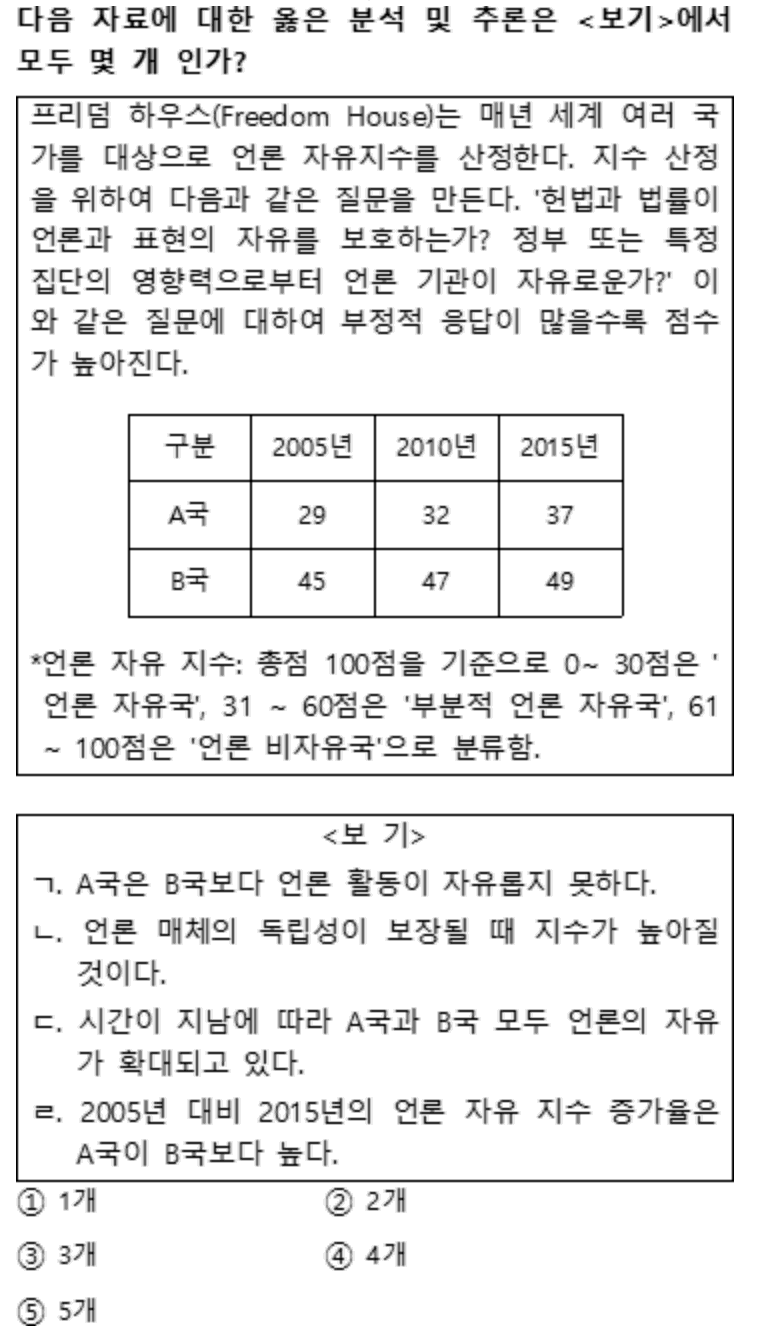 다음 자료에 대한 옳은 분석 및 추론은 <보기>에서
모두 몇 개 인가?
프리덤 하우스(Freedom House)는 매년 세계 여러 국
가를 대상으로 언론 자유지수를 산정한다. 지수 산정
을 위하여 다음과 같은 질문을 만든다. '헌법과 법률이
언론과 표현의 자유를 보호하는가? 정부 또는 특정
집단의 영향력으로부터 언론 기관이 자유로운가?' 이
와 같은 질문에 대하여 부정적 응답이 많을수록 점수
가 높아진다.
구분 2005년 2010년 2015년
A국 29 32 37
B국 45 47 49
*언론 자유 지수: 총점 100점을 기준으로 0~ 30점은 '
언론 자유국', 31 ~ 60점은 '부분적 언론 자유국', 61
~ 100점은 '언론 비자유국'으로 분류함.
<보 기>
ㄱ. A국은 B국보다 언론 활동이 자유롭지 못하다.
ㄴ. 언론 매체의 독립성이 보장될 때 지수가 높아질
것이다.
ㄷ. 시간이 지남에 따라 A국과 B국 모두 언론의 자유
가 확대되고 있다.
ㄹ. 2005년 대비 2015년의 언론 자유 지수 증가율은
A국이 B국보다 높다.
① 1개 ② 2개
③ 3개 ④ 4개
⑤ 5개